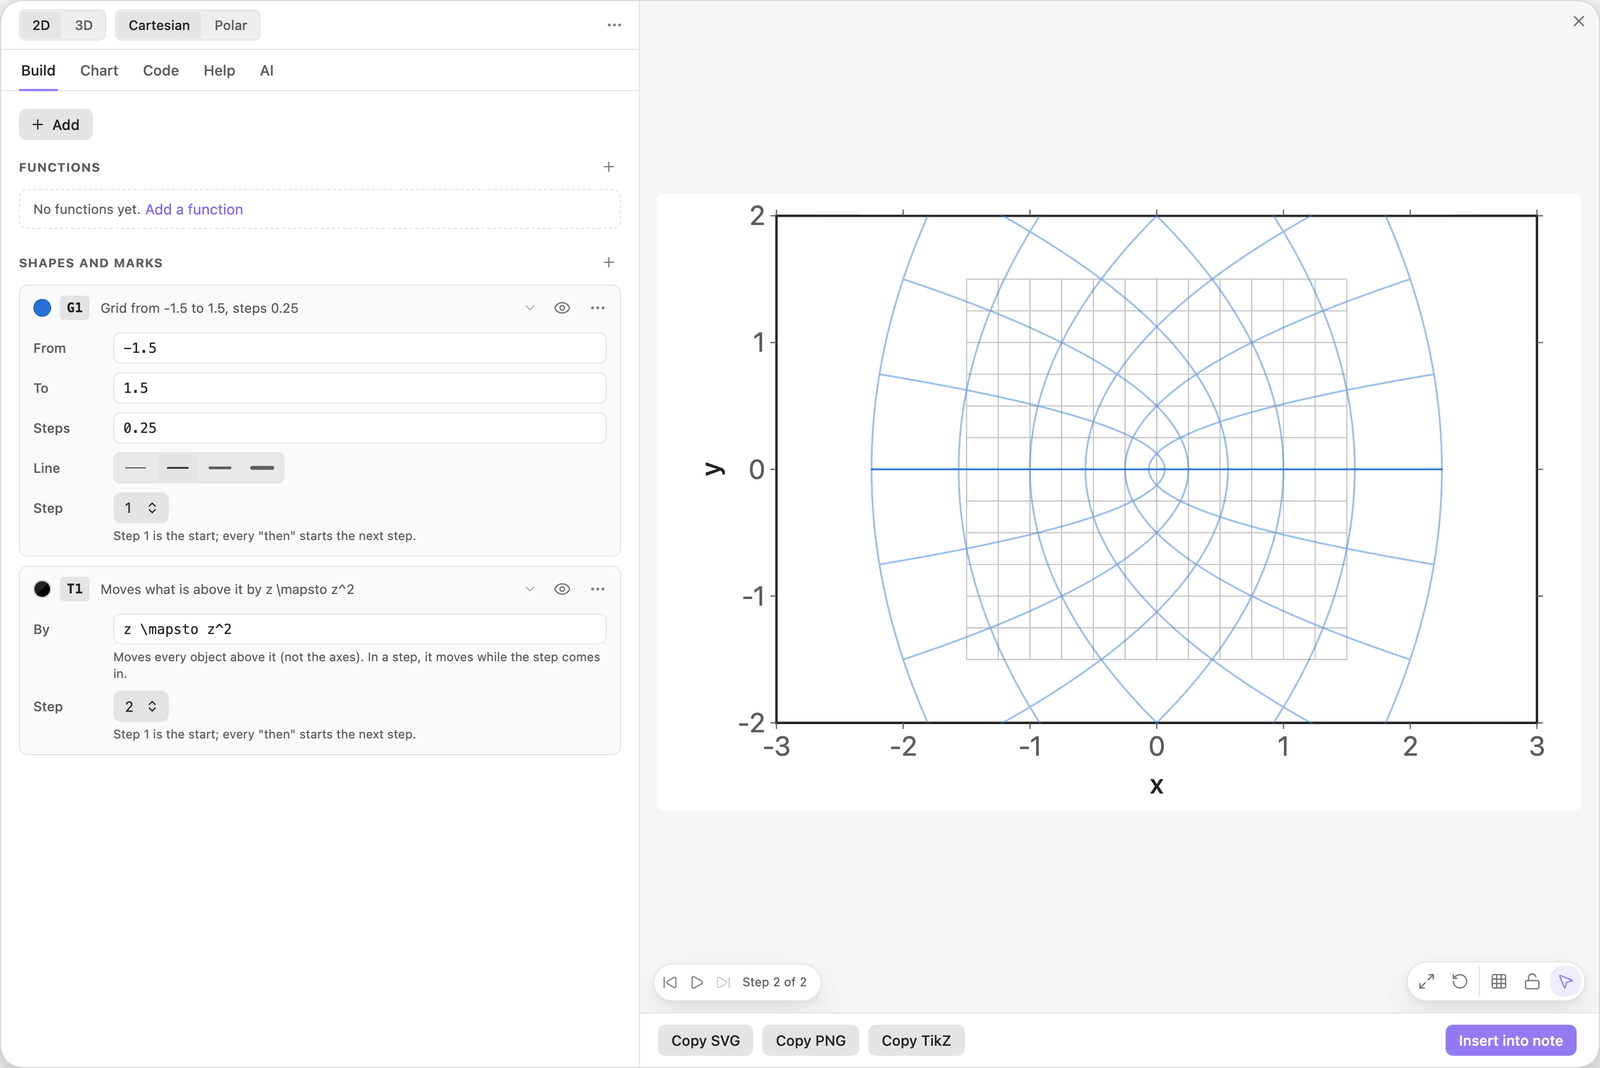 2D 3D Cartesian Polar
Build Chart Code Help AI
+ Add
FUNCTIONS
No functions yet. Add a function
SHAPES AND MARKS
G1 Grid from -1.5 to 1.5, steps 0.25
From −1.5
To 1.5
Steps 0.25
Line
Step 1
Step 1 is the start; every "then" starts the next step.
T1 Moves what is above it by z \mapsto z^2
By z \mapsto z^2
Moves every object above it (not the axes). In a step, it moves while the step comes
in.
Step 2
Step 1 is the start; every "then" starts the next step.
2
1
y 0
-1
-2
-3 -2 -1 0 1 2 3
x
Step 2 of 2
Copy SVG Copy PNG Copy TikZ Insert into note